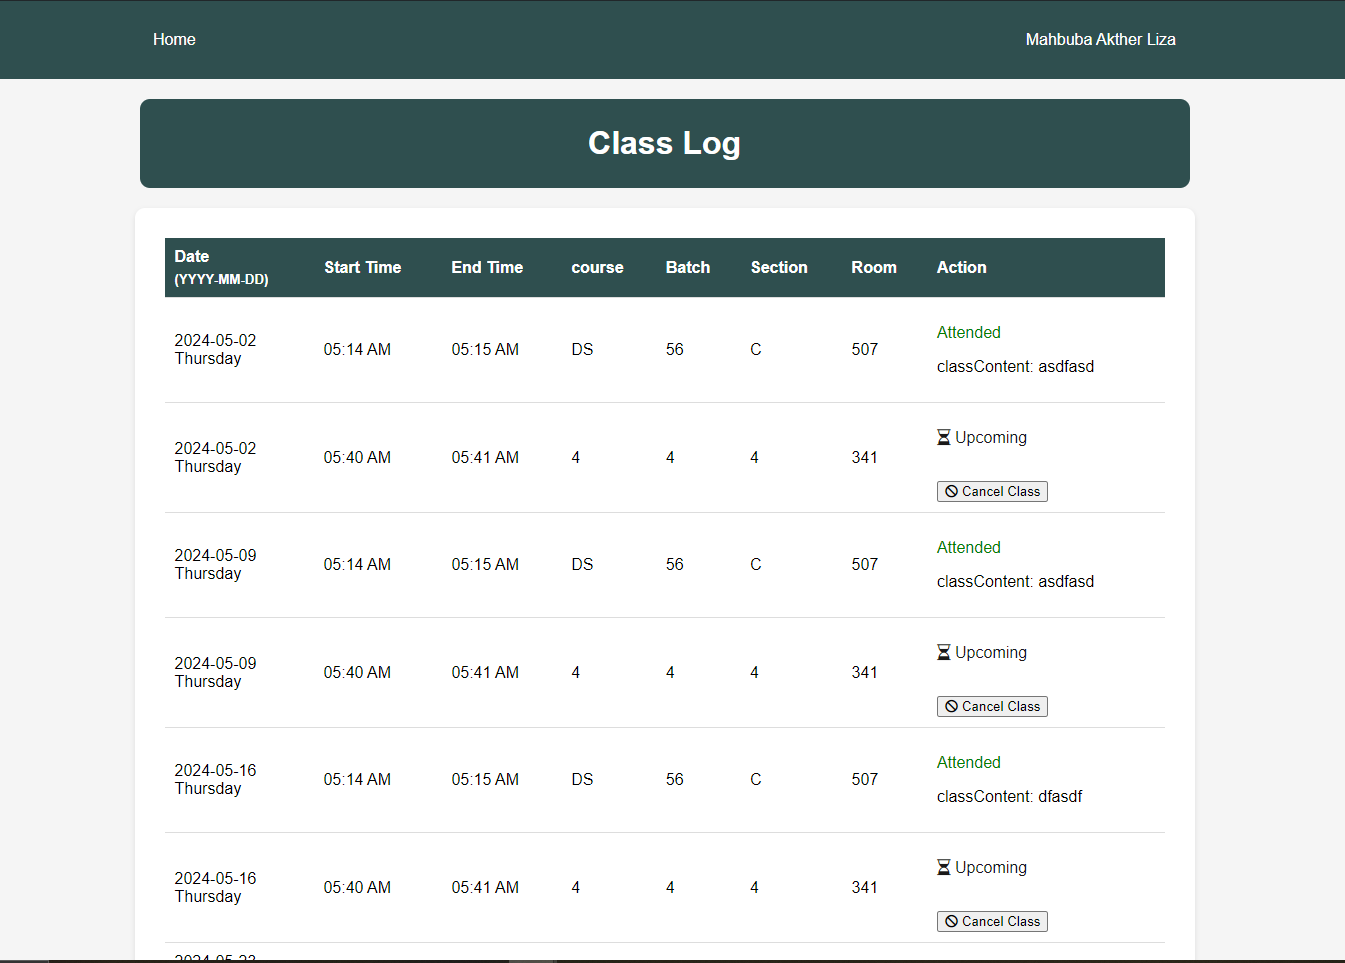 Home Mahbuba Akther Liza
Class Log
Date
(YYYY-MM-DD) Start Time End Time course Batch Section Room Action
2024-05-02
Thursday 05:14 AM 05:15 AM DS 56 C 507 Attended
classContent: asdfasd
2024-05-02
Thursday 05:40 AM 05:41 AM 4 4 4 341 Upcoming
Cancel Class
2024-05-09
Thursday 05:14 AM 05:15 AM DS 56 C 507 Attended
classContent: asdfasd
2024-05-09
Thursday 05:40 AM 05:41 AM 4 4 4 341 Upcoming
Cancel Class
2024-05-16
Thursday 05:14 AM 05:15 AM DS 56 C 507 Attended
classContent: dfasdf
2024-05-16
Thursday 05:40 AM 05:41 AM 4 4 4 341 Upcoming
Cancel Class
2024-05-23